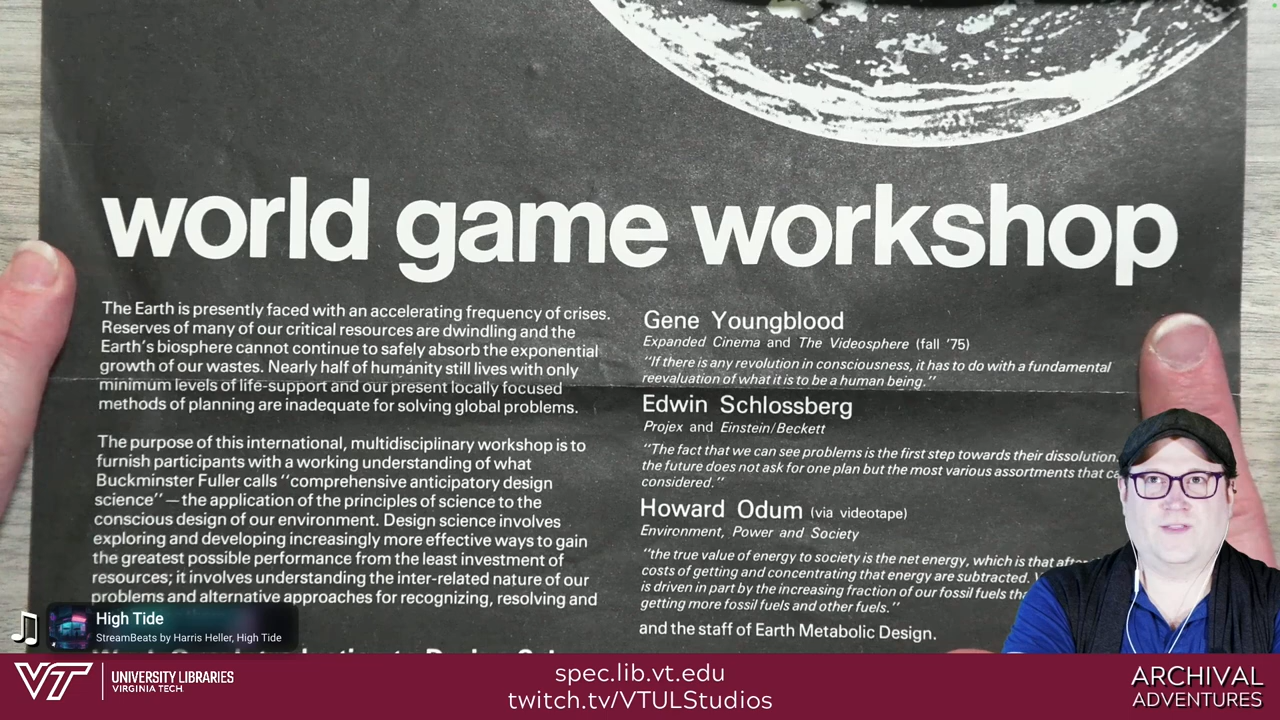 world game workshop
The Earth is presently faced with an accelerating frequency of crises.
Reserves of many of our critical resources are dwindling and the
Earth's biosphere cannot continue to safely absorb the exponential
growth of our wastes. Nearly half of humanity still lives with only
minimum levels of life-support and our present locally focused
methods of planning are inadequate for solving global problems.
The purpose of this international, multidisciplinary workshop is to
furnish participants with a working understanding of what
Buckminster Fuller calls "comprehensive anticipatory design
science"—the application of the principles of science to the
conscious design of our environment. Design science involves
exploring and developing increasingly more effective ways to gain
the greatest possible performance from the least investment of
resources; it involves understanding the inter-related nature of our
problems and alternative approaches for recognizing, resolving and
Gene Youngblood
Expanded Cinema and The Videosphere (fall '75)
"If there is any revolution in consciousness, it has to do with a fundamental
reevaluation of what it is to be a human being."
Edwin Schlossberg
Projex and Einstein/Beckett
"The fact that we can see problems is the first step towards their dissolution.
the future does not ask for one plan but the most various assortments that
considered."
Howard Odum (via videotape)
Environment, Power and Society
"the true value of energy to society is the net energy, which is that
costs of getting and concentrating that energy are subtracted.
is driven in part by the increasing fraction of our fossil fuels
getting more fossil fuels and other fuels."
and the staff of Earth Metabolic Design.
High Tide
StreamBeats by Harris Heller, High Tide
VT
UNIVERSITY LIBRARIES
VIRGINIA TECH.
spec.lib.vt.edu
twitch.tv/VTULStudios
ARCHIVAL
ADVENTURES